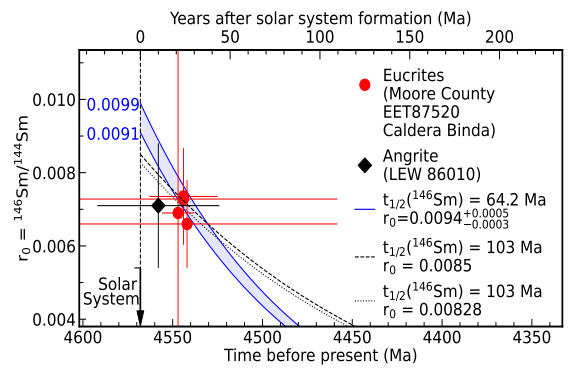 Years after solar system formation (Ma)
0 50 100 150 200
0.010
0.008
0.006
0.004
r₀ = ¹⁴⁶Sm/¹⁴⁴Sm
0.0099
0.0091
Solar
System
Eucrites
(Moore County
EET87520
Caldera Binda)
Angrite
(LEW 86010)
t₁/₂(¹⁴⁶Sm) = 64.2 Ma
r₀=0.0094+0.0005−0.0003
t₁/₂(¹⁴⁶Sm) = 103 Ma
r₀ = 0.0085
t₁/₂(¹⁴⁶Sm) = 103 Ma
r₀ = 0.00828
4600 4550 4500 4450 4400 4350
Time before present (Ma)